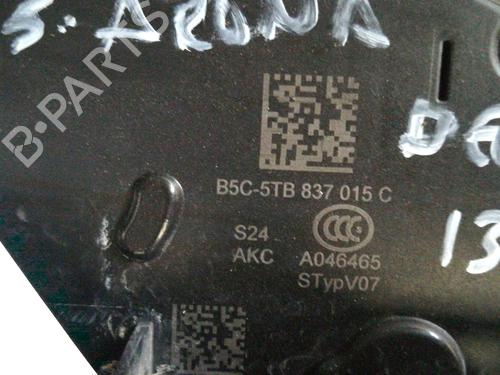 S. ARONA
B-PARTS
B5C-5TB 837 015 C
S24
AKC A046465
STypV07
13